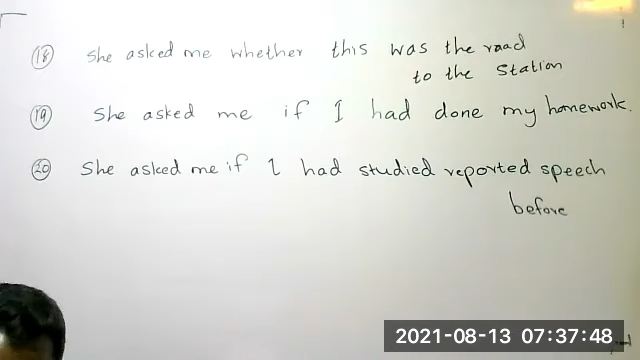 (18) She asked me whether this was the road
to the Station
(19) She asked me if I had done my homework.
(20) She asked me if I had studied reported speech
before
2021-08-13 07:37:48